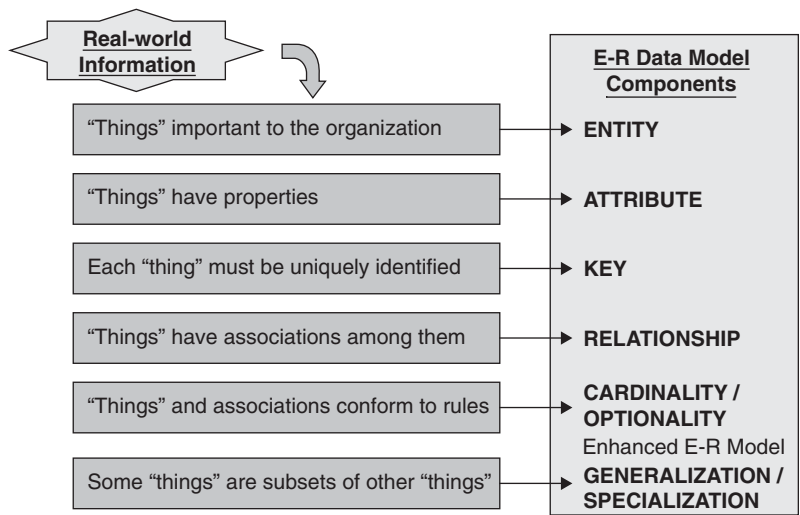 Real-world
Information
E-R Data Model
Components
“Things” important to the organization
ENTITY
“Things” have properties
ATTRIBUTE
Each “thing” must be uniquely identified
KEY
“Things” have associations among them
RELATIONSHIP
“Things” and associations conform to rules
CARDINALITY /
OPTIONALITY
Enhanced E-R Model
Some “things” are subsets of other “things”
GENERALIZATION /
SPECIALIZATION